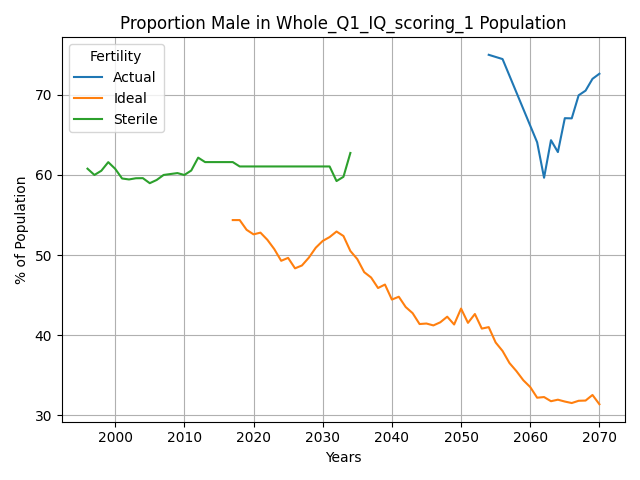 Proportion Male in Whole_Q1_IQ_scoring_1 Population
Fertility
Actual
Ideal
Sterile
% of Population
70
60
50
40
30
2000 2010 2020 2030 2040 2050 2060 2070
Years